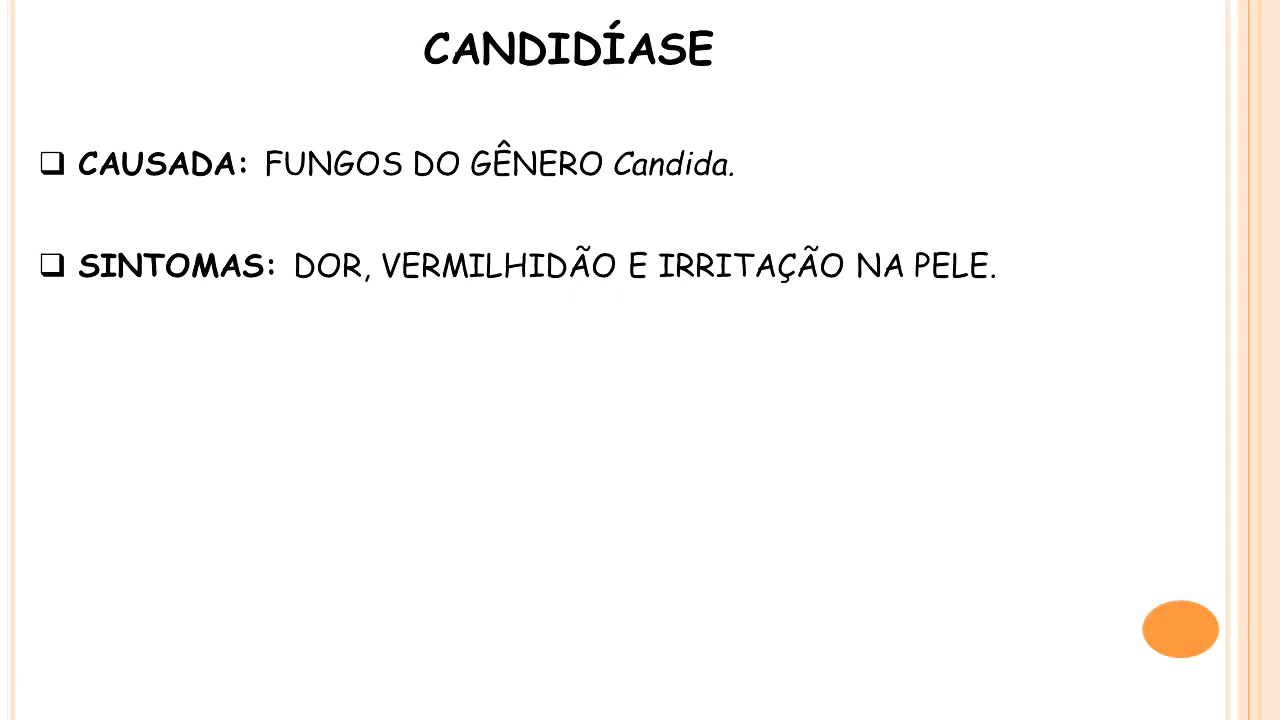 CANDIDÍASE
❑ CAUSADA: FUNGOS DO GÊNERO Candida.
❑ SINTOMAS: DOR, VERMILHIDÃO E IRRITAÇÃO NA PELE.